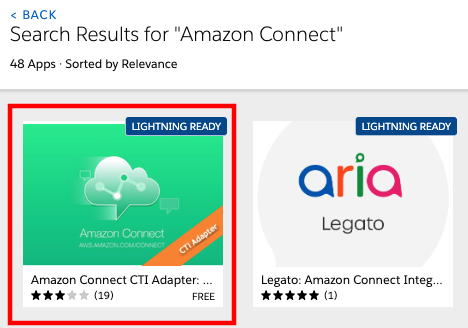 < BACK
Search Results for "Amazon Connect"
48 Apps · Sorted by Relevance
LIGHTNING READY
Amazon Connect
AWS.AMAZON.COM/CONNECT
CTI Adapter
Amazon Connect CTI Adapter: ...
(19)
FREE
LIGHTNING READY
aria
Legato
Legato: Amazon Connect Integ...
(1)